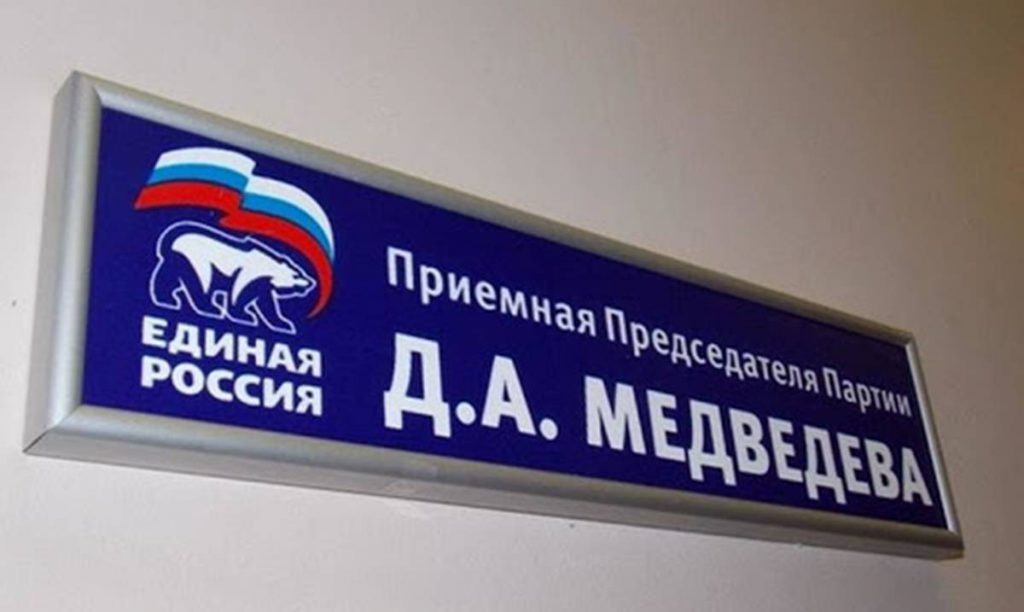 ЕДИНАЯ
РОССИЯ
Приемная Председателя Партии
Д.А. МЕДВЕДЕВА